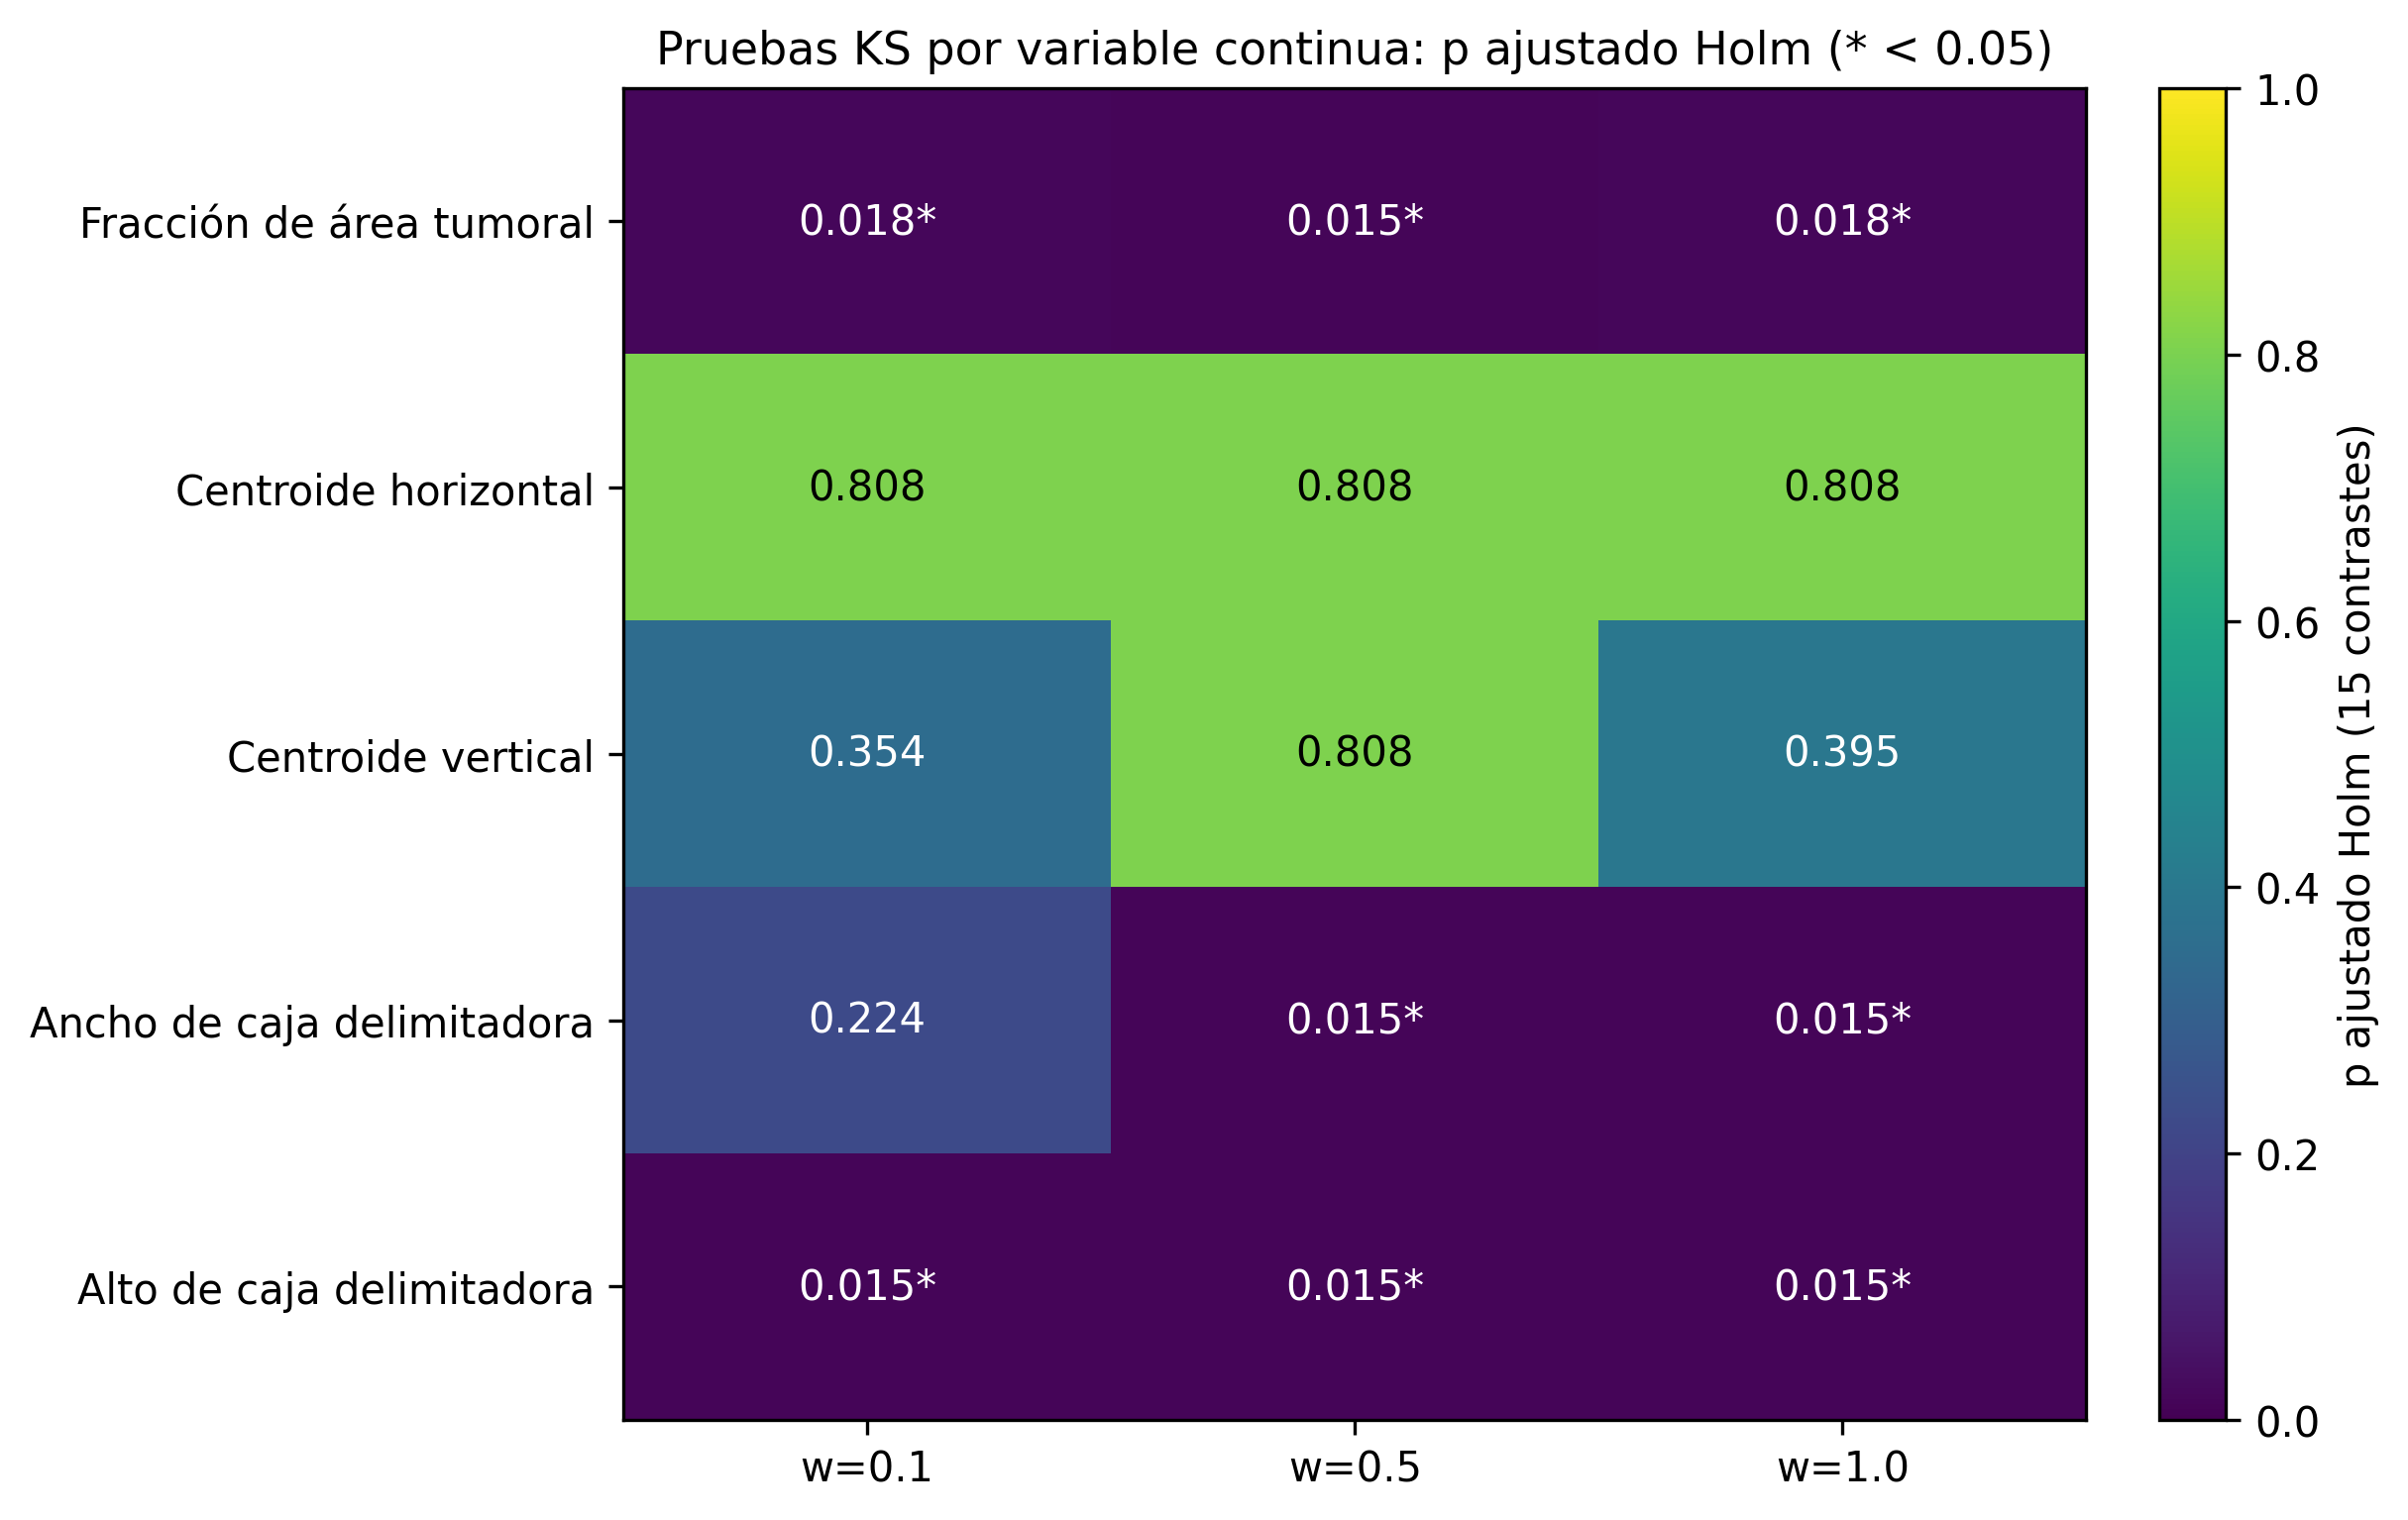 Pruebas KS por variable continua: p ajustado Holm (* < 0.05)
Fracción de área tumoral 0.018* 0.015* 0.018*
Centroide horizontal 0.808 0.808 0.808
Centroide vertical 0.354 0.808 0.395
Ancho de caja delimitadora 0.224 0.015* 0.015*
Alto de caja delimitadora 0.015* 0.015* 0.015*
w=0.1 w=0.5 w=1.0
1.0
0.8
0.6
0.4
0.2
0.0
p ajustado Holm (15 contrastes)